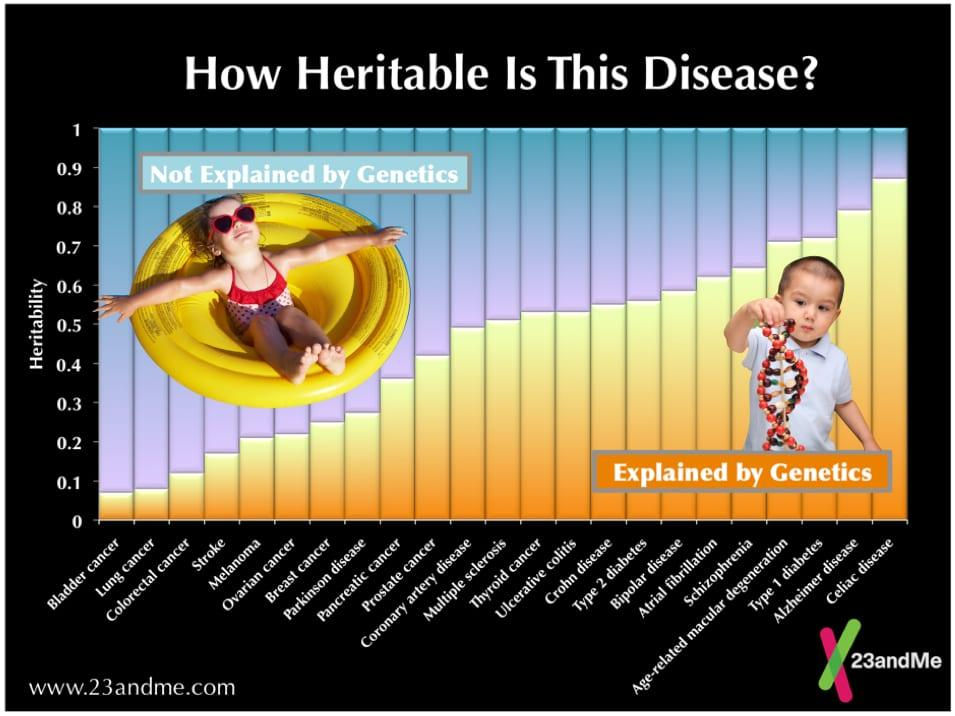 How Heritable Is This Disease?
Heritability
1
0.9
0.8
0.7
0.6
0.5
0.4
0.3
0.2
0.1
0
Not Explained by Genetics
Explained by Genetics
Bladder cancer
Lung cancer
Colorectal cancer
Stroke
Melanoma
Ovarian cancer
Breast cancer
Parkinson disease
Pancreatic cancer
Prostate cancer
Coronary artery disease
Multiple sclerosis
Thyroid cancer
Ulcerative colitis
Crohn disease
Type 2 diabetes
Bipolar disease
Atrial fibrillation
Schizophrenia
Age-related macular degeneration
Type 1 diabetes
Alzheimer disease
Celiac disease
www.23andme.com
23andMe